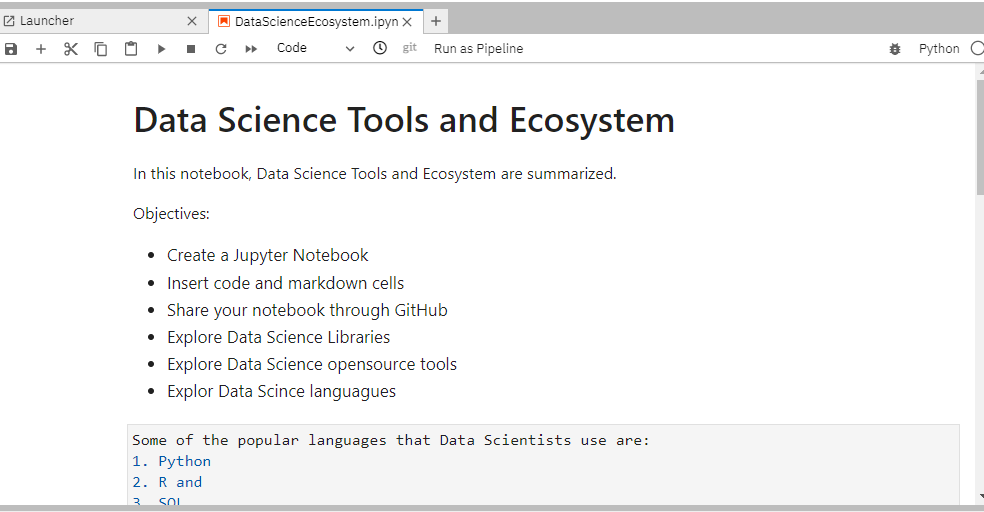 Launcher
DataScienceEcosystem.ipyn
Code
git
Run as Pipeline
Python
Data Science Tools and Ecosystem
In this notebook, Data Science Tools and Ecosystem are summarized.
Objectives:
• Create a Jupyter Notebook
• Insert code and markdown cells
• Share your notebook through GitHub
• Explore Data Science Libraries
• Explore Data Science opensource tools
• Explor Data Scince languagues
Some of the popular languages that Data Scientists use are:
1. Python
2. R and
3. SQL